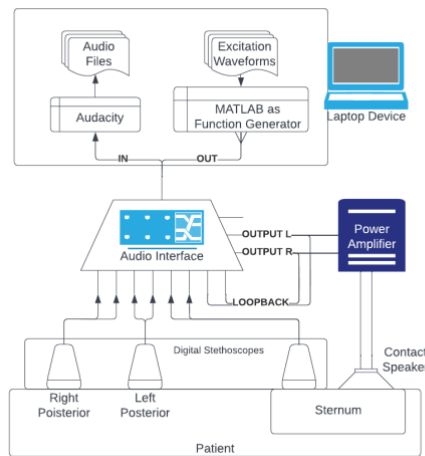 Audio
Files
Excitation
Waveforms
Audacity
MATLAB as
Function Generator
Laptop Device
IN
OUT
OUTPUT L
OUTPUT R
Power
Amplifier
Audio Interface
LOOPBACK
Digital Stethoscopes
Contact
Speaker
Right
Poisterior
Left
Posterior
Sternum
Patient